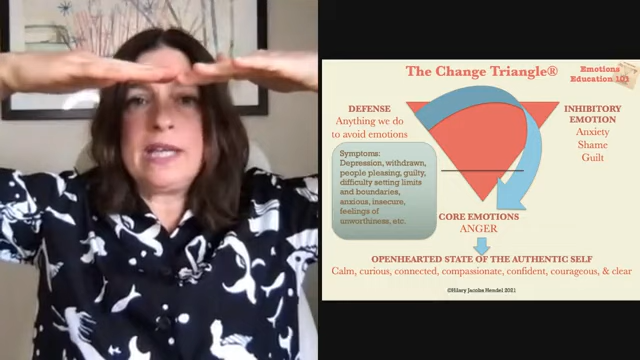 The Change Triangle®
Emotions
Education 101
DEFENSE
Anything we do
to avoid emotions
INHIBITORY
EMOTION
Anxiety
Shame
Guilt
Symptoms:
Depression, withdrawn,
people pleasing, guilty,
difficulty setting limits
and boundaries,
anxious, insecure,
feelings of
unworthiness, etc.
CORE EMOTIONS
ANGER
OPENHEARTED STATE OF THE AUTHENTIC SELF
Calm, curious, connected, compassionate, confident, courageous, & clear
©Hilary Jacobs Hendel 2021